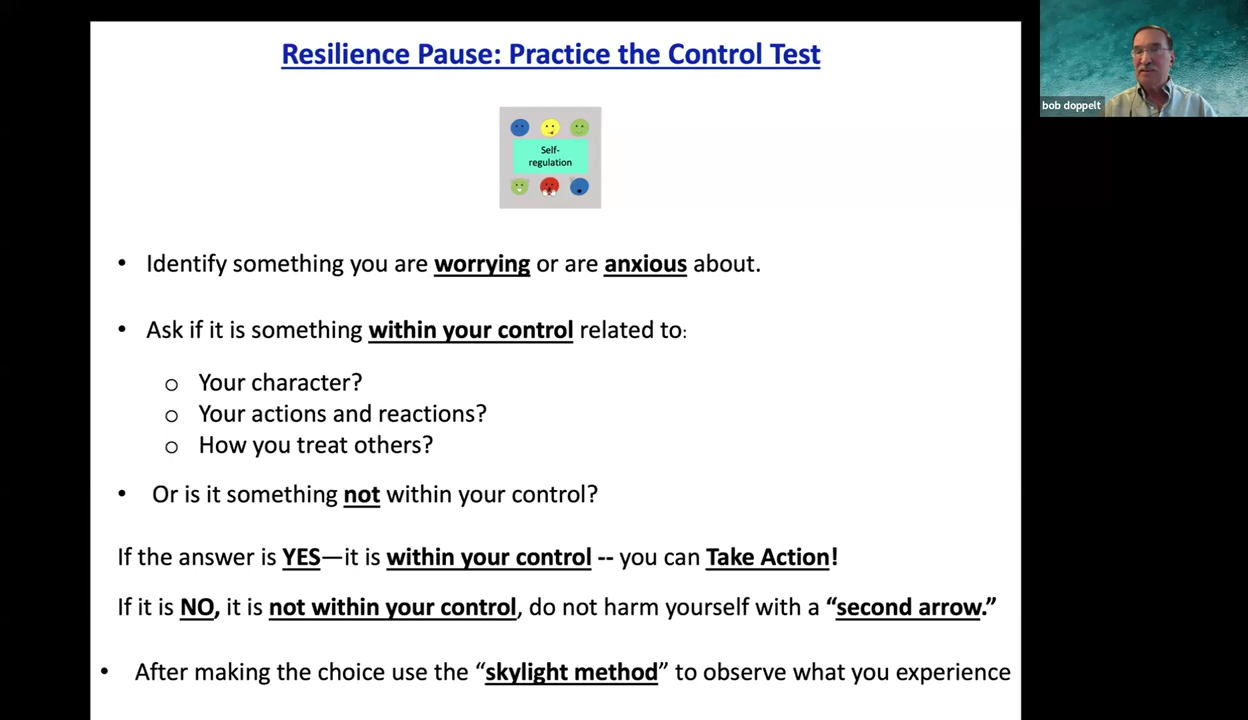 Resilience Pause: Practice the Control Test
Self-
regulation
bob doppelt
• Identify something you are worrying or are anxious about.
• Ask if it is something within your control related to:
o Your character?
o Your actions and reactions?
o How you treat others?
• Or is it something not within your control?
If the answer is YES—it is within your control -- you can Take Action!
If it is NO, it is not within your control, do not harm yourself with a “second arrow.”
• After making the choice use the “skylight method” to observe what you experience